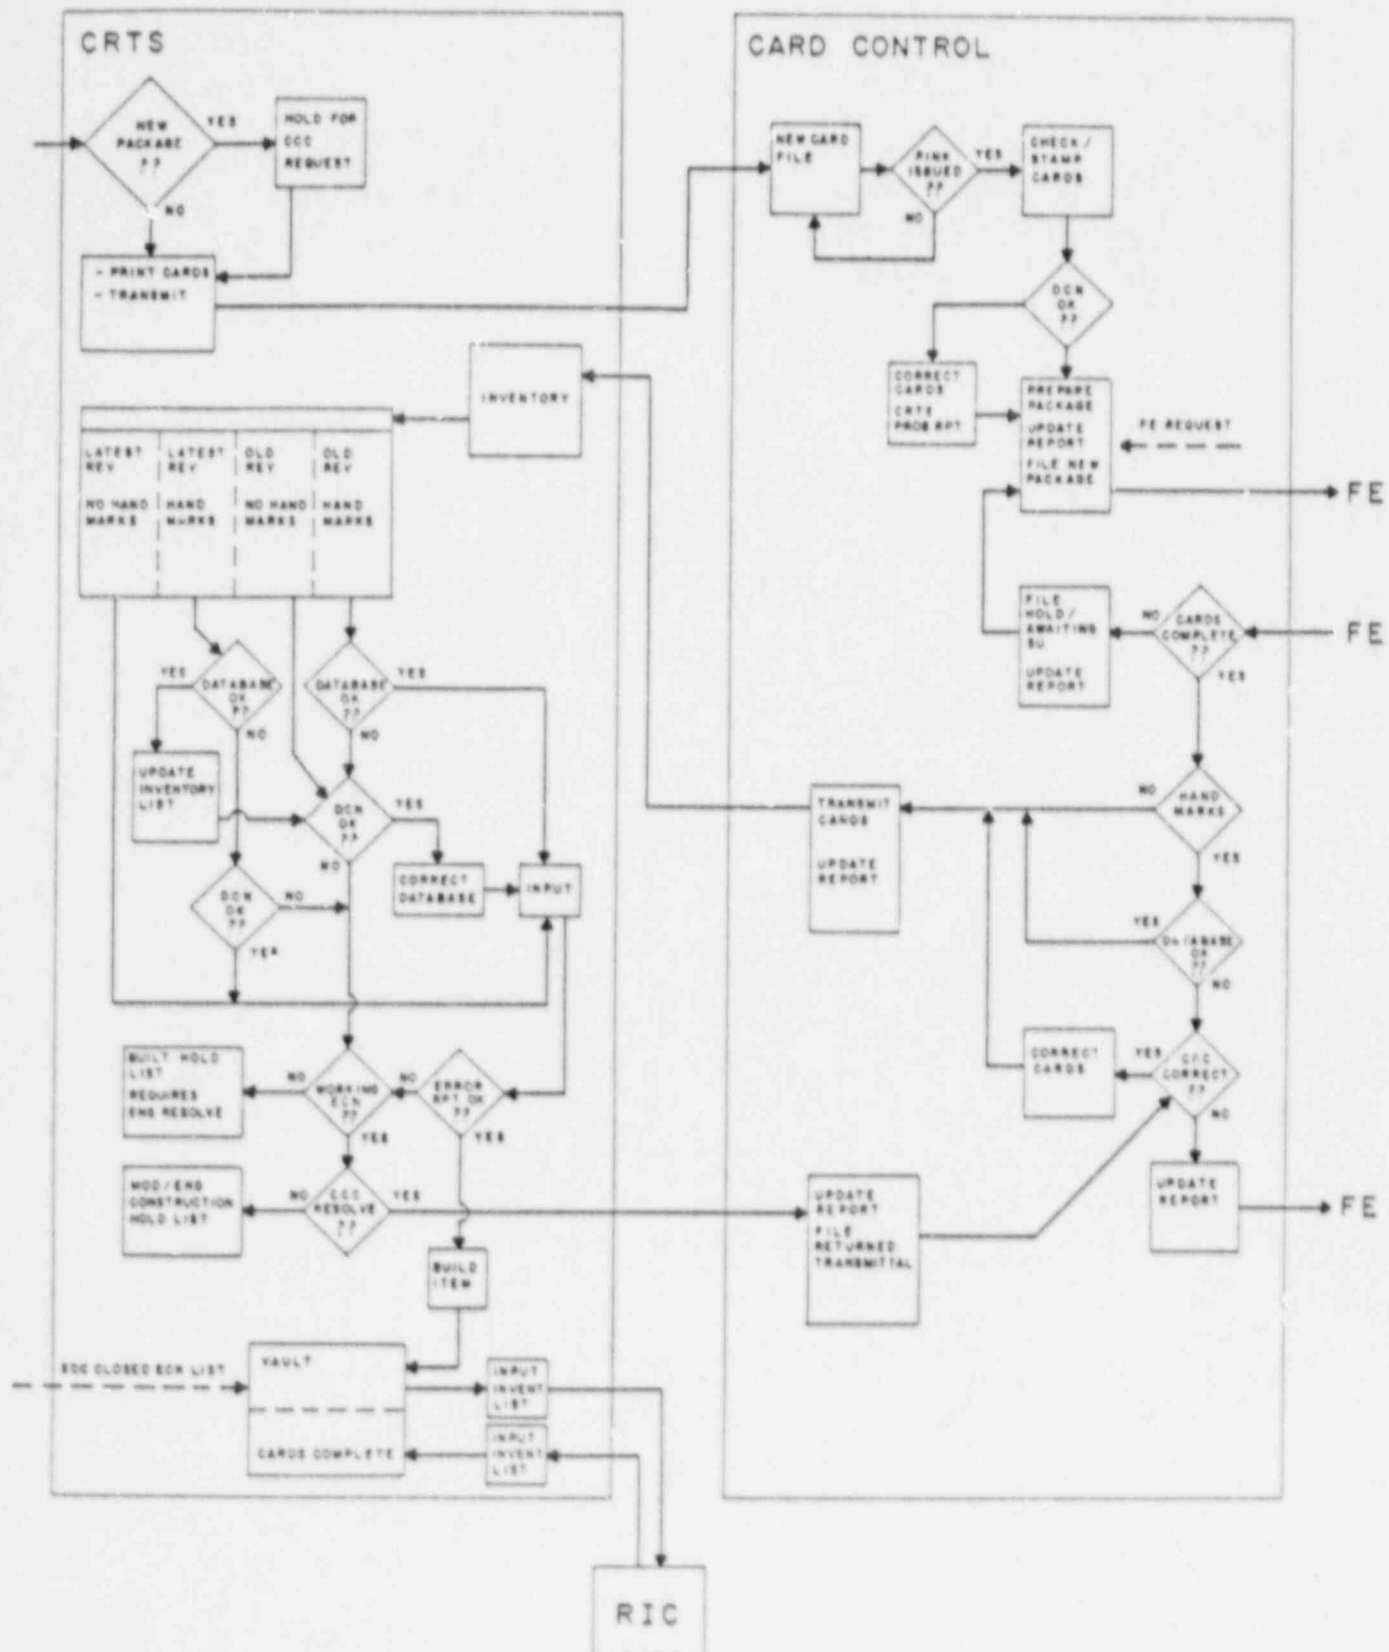 CRTS
NEW
PACKAGE
??
YES
NO
HOLD FOR
CCC
REQUEST
- PRINT CARDS
- TRANSMIT
INVENTORY
LATEST
REV
NO HAND
MARKS
LATEST
REV
HAND
MARKS
OLD
REV
NO HAND
MARKS
OLD
REV
HAND
MARKS
YES
DATABASE
OK
??
NO
DATABASE
OK
??
YES
NO
UPDATE
INVENTORY
LIST
DCN
OK
??
YES
NO
DCN
OK
??
NO
YES
CORRECT
DATABASE
INPUT
BUILT HOLD
LIST
REQUIRES
ENG RESOLVE
NO
WORKING
ECN
??
YES
NO
ERROR
RPT OK
??
YES
MOD/ENG
CONSTRUCTION
HOLD LIST
NO
CCC
RESOLVE
??
YES
BUILD
ITEM
SDC CLOSED ECN LIST
VAULT
CARDS COMPLETE
INPUT
INVENT
LIST
INPUT
INVENT
LIST
RIC
CARD CONTROL
NEW CARD
FILE
PINK
ISSUED
??
YES
NO
CHECK/
STAMP
CARDS
DCN
OK
??
CORRECT
CARDS
CRTS
PROB RPT
PREPARE
PACKAGE
UPDATE
REPORT
FILE NEW
PACKAGE
FE REQUEST
FE
FILE
HOLD/
AWAITING
SU
UPDATE
REPORT
NO
CARDS
COMPLETE
??
YES
FE
TRANSMIT
CARDS
UPDATE
REPORT
NO
HAND
MARKS
YES
YES
DATABASE
OK
??
NO
CORRECT
CARDS
YES
CCC
CORRECT
??
NO
UPDATE
REPORT
FILE
RETURNED
TRANSMITTAL
UPDATE
REPORT
FE